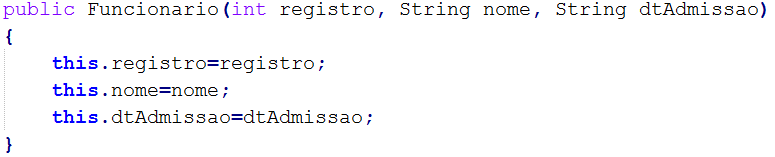 public Funcionario(int registro, String nome, String dtAdmissao)
{
this.registro=registro;
this.nome=nome;
this.dtAdmissao=dtAdmissao;
}